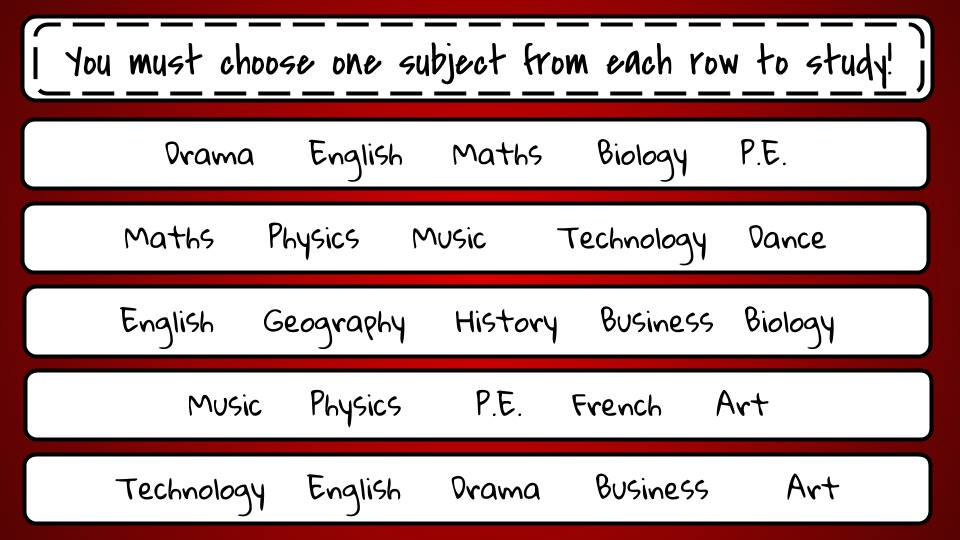 You must choose one subject from each row to study!
Drama English Maths Biology P.E.
Maths Physics Music Technology Dance
English Geography History Business Biology
Music Physics P.E. French Art
Technology English Drama Business Art